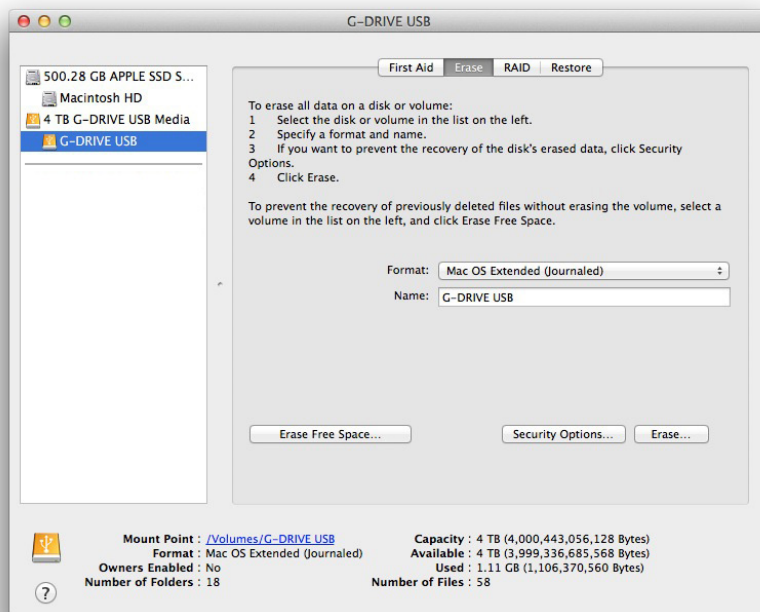 G-DRIVE USB
First Aid Erase RAID Restore
500.28 GB APPLE SSD S...
Macintosh HD
4 TB G-DRIVE USB Media
G-DRIVE USB
To erase all data on a disk or volume:
1 Select the disk or volume in the list on the left.
2 Specify a format and name.
3 If you want to prevent the recovery of the disk's erased data, click Security
Options.
4 Click Erase.
To prevent the recovery of previously deleted files without erasing the volume, select a
volume in the list on the left, and click Erase Free Space.
Format: Mac OS Extended (Journaled)
Name: G-DRIVE USB
Erase Free Space... Security Options... Erase...
Mount Point : /Volumes/G-DRIVE USB Capacity : 4 TB (4,000,443,056,128 Bytes)
Format : Mac OS Extended (Journaled) Available : 4 TB (3,999,336,685,568 Bytes)
Owners Enabled : No Used : 1.11 GB (1,106,370,560 Bytes)
Number of Folders : 18 Number of Files : 58
?